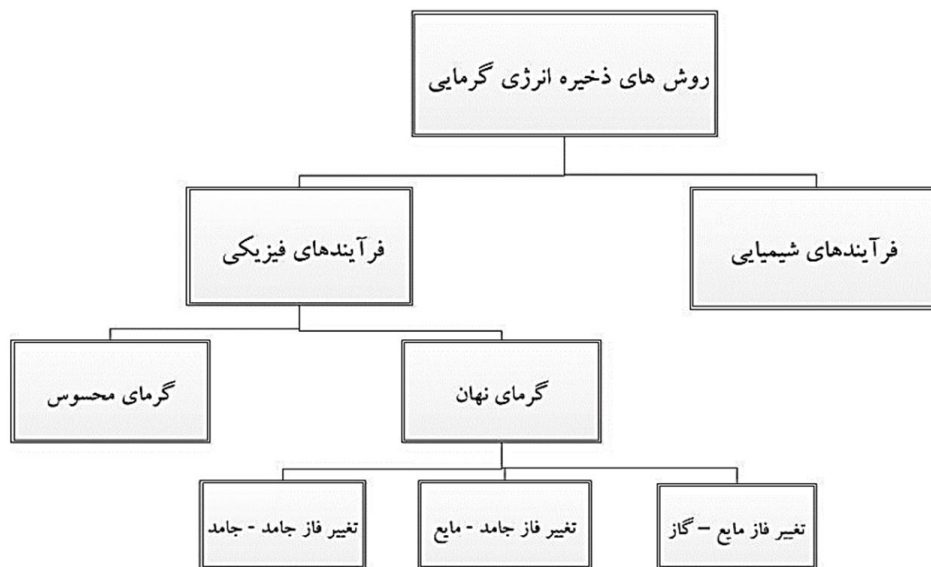 روش های ذخیره انرژی گرمایی
فرآیندهای شیمیایی
فرآیندهای فیزیکی
گرمای نهان
گرمای محسوس
تغییر فاز مایع – گاز
تغییر فاز جامد - مایع
تغییر فاز جامد - جامد